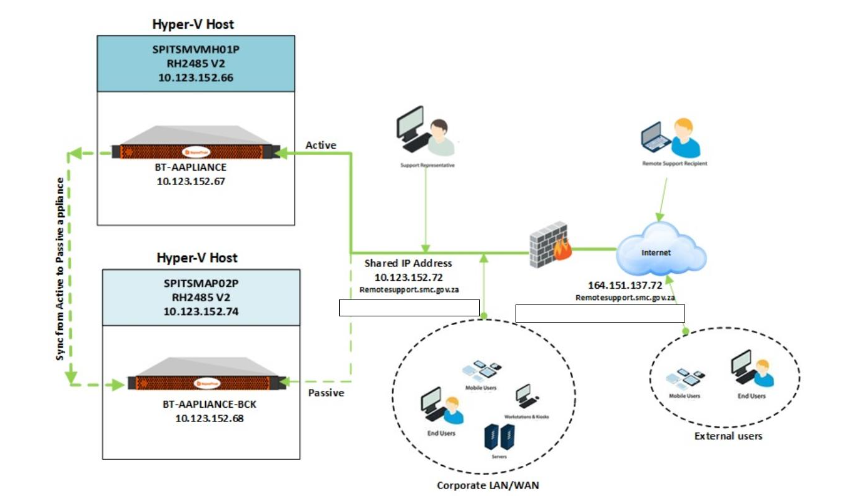 Hyper-V Host
SPITSMVMH01P
RH2485 V2
10.123.152.66
BT-AAPLIANCE
10.123.152.67
Active
Sync from Active to Passive appliance
Hyper-V Host
SPITSMAP02P
RH2485 V2
10.123.152.74
BT-AAPLIANCE-BCK
10.123.152.68
Passive
Support Representative
Remote Support Recipient
Internet
Shared IP Address
10.123.152.72
Remotesupport.smc.gov.za
164.151.137.72
Remotesupport.smc.gov.za
Mobile Users
Workstations & Kiosks
End Users
Servers
Corporate LAN/WAN
Mobile Users
End Users
External users